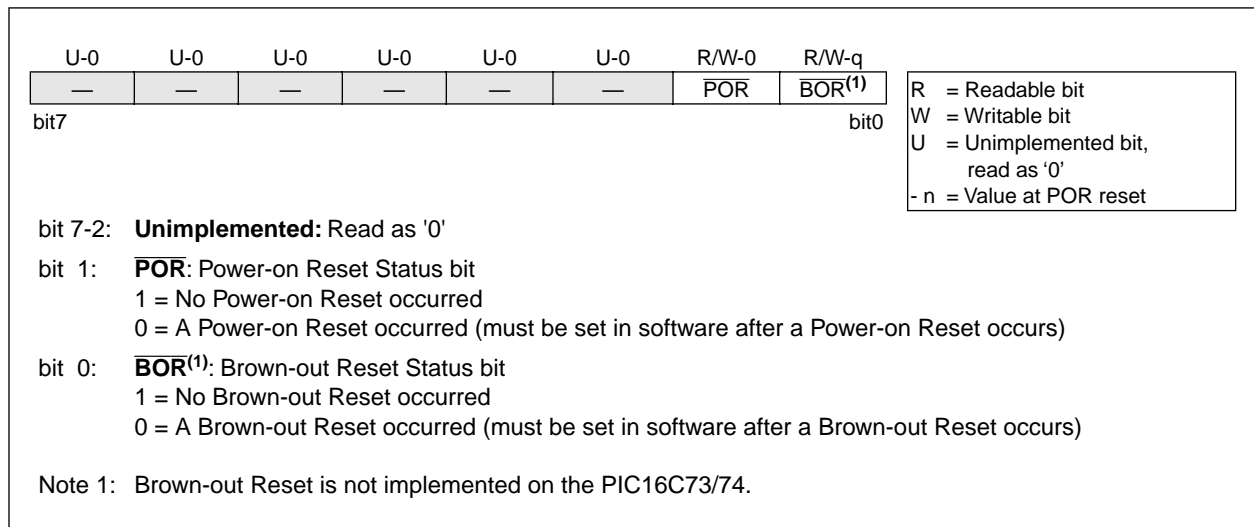 U-0 U-0 U-0 U-0 U-0 U-0 R/W-0 R/W-q
— — — — — — POR BOR(1)
bit7 bit0
R = Readable bit
W = Writable bit
U = Unimplemented bit,
read as ‘0’
- n = Value at POR reset
bit 7-2: Unimplemented: Read as '0'
bit 1: POR: Power-on Reset Status bit
1 = No Power-on Reset occurred
0 = A Power-on Reset occurred (must be set in software after a Power-on Reset occurs)
bit 0: BOR(1): Brown-out Reset Status bit
1 = No Brown-out Reset occurred
0 = A Brown-out Reset occurred (must be set in software after a Brown-out Reset occurs)
Note 1: Brown-out Reset is not implemented on the PIC16C73/74.